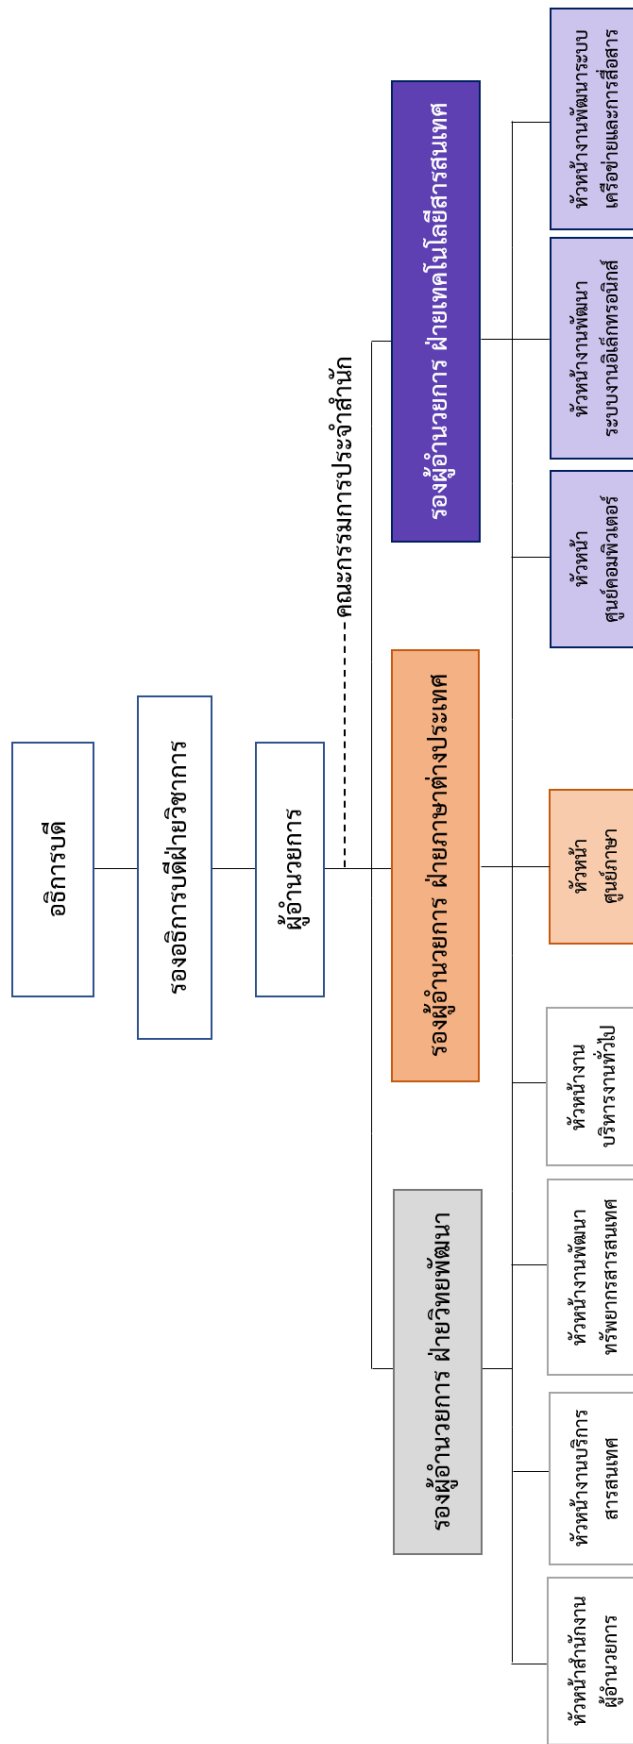 อธิการบดี
รองอธิการบดีฝ่ายวิชาการ
ผู้อำนวยการ
คณะกรรมการประจำสำนัก
รองผู้อำนวยการ ฝ่ายวิทยพัฒนา
รองผู้อำนวยการ ฝ่ายภาษาต่างประเทศ
รองผู้อำนวยการ ฝ่ายเทคโนโลยีสารสนเทศ
หัวหน้าสำนักงาน
ผู้อำนวยการ
หัวหน้างานบริการ
สารสนเทศ
หัวหน้างานพัฒนา
ทรัพยากรสารสนเทศ
หัวหน้างาน
บริหารงานทั่วไป
หัวหน้า
ศูนย์ภาษา
หัวหน้า
ศูนย์คอมพิวเตอร์
หัวหน้างานพัฒนา
ระบบงานอิเล็กทรอนิกส์
หัวหน้างานพัฒนาระบบ
เครือข่ายและการสื่อสาร